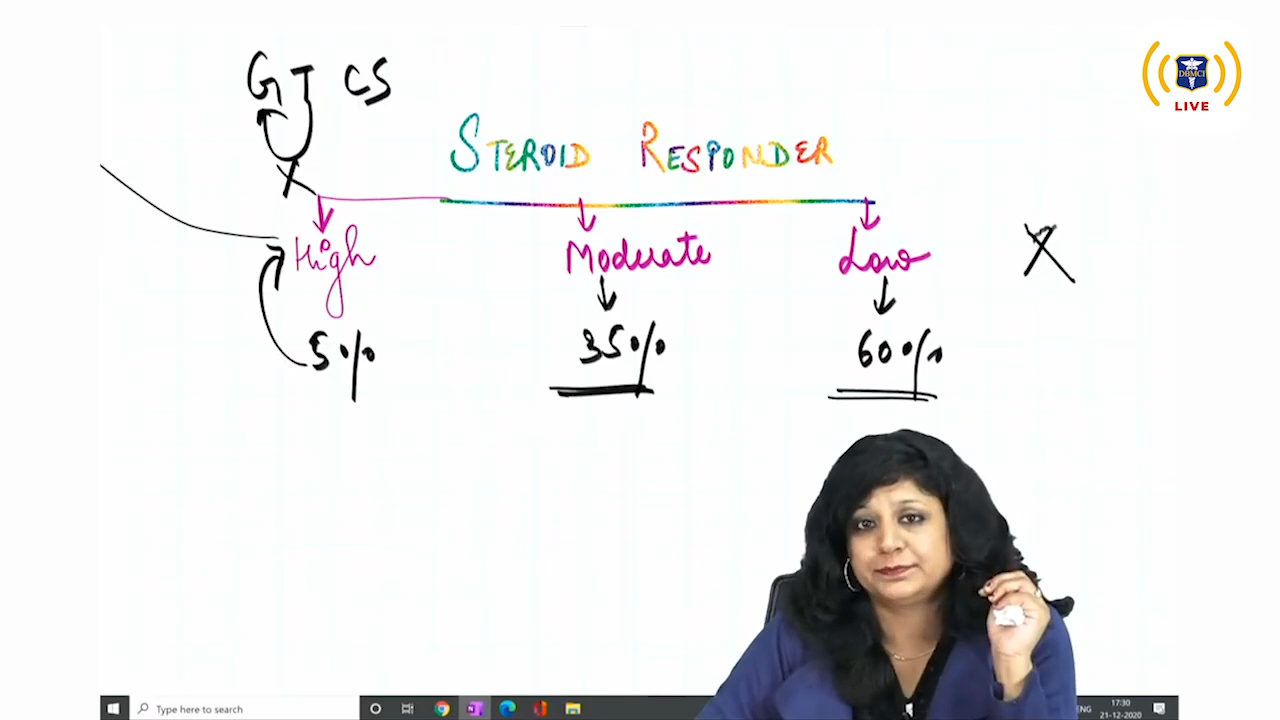 G T CS
DBMCI
LIVE
STEROID RESPONDER
High Moderate Low X
5% 35% 60%
Type here to search
ENG 17:30
21-12-2020